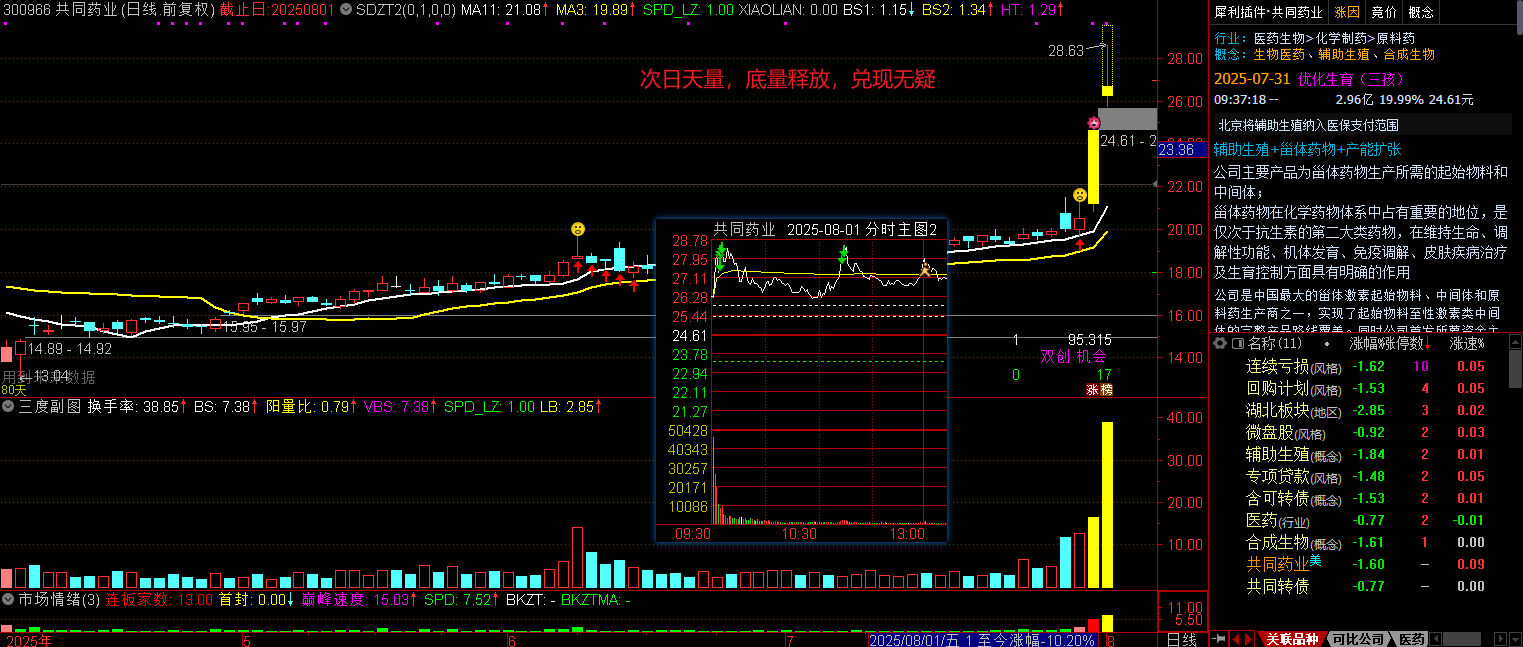 300966 共同药业(日线 前复权) 截止日:20250801 SDZT2(0,1,0,0) MA11: 21.08↑ MA3: 19.89↑ SPD_LZ: 1.00 XIAOLIAN: 0.00 BS1: 1.15↓ BS2: 1.34↑ HT: 1.29↑
28.63
次日天量，底量释放，兑现无疑
28.00
26.00
24.61 - 2
23.36
22.00
20.00
18.00
16.00
14.00
15.95 - 15.97
14.89 - 14.92
13.04
80天
共同药业 2025-08-01 分时主图2
28.78
27.95
27.11
26.28
25.44
24.61
23.78
22.94
22.11
21.27
50428
40343
30257
20171
10086
09:30 10:30 13:00
1 95.315
双创 机会
0 17
涨榜
三度副图 换手率: 38.85↑ BS: 7.38↑ 阳量比: 0.79↑ VBS: 7.38↑ SPD_LZ: 1.00 LB: 2.85↑
40.00
30.00
20.00
10.00
市场情绪(3) 连板家数: 13.00 首封: 0.00↓ 巅峰速度: 15.03↑ SPD: 7.52↑ BKZT: - BKZTMA: -
11.00
5.50
2025年 5 6 7 2025/08/01/五 1 至今涨幅-10.20% 8 日线
犀利插件·共同药业 涨因 竞价 概念
行业: 医药生物>化学制药>原料药
概念: 生物医药、辅助生殖、合成生物
2025-07-31 优化生育（三孩）
09:37:18 -- 2.96亿 19.99% 24.61元
北京将辅助生殖纳入医保支付范围
辅助生殖+甾体药物+产能扩张
公司主要产品为甾体药物生产所需的起始物料和
中间体；
甾体药物在化学药物体系中占有重要的地位，是
仅次于抗生素的第二大类药物，在维持生命、调
解性功能、机体发育、免疫调解、皮肤疾病治疗
及生育控制方面具有明确的作用
公司是中国最大的甾体激素起始物料、中间体和原
料药生产商之一，实现了起始物料至性激素类中间
名称(11) • 涨幅% 涨停数↓ 涨速%
连续亏损(风格) -1.62 10 0.05
回购计划(风格) -1.53 4 0.05
湖北板块(地区) -2.85 3 0.02
微盘股(风格) -0.92 2 0.03
辅助生殖(概念) -1.84 2 0.01
专项贷款(风格) -1.48 2 0.05
含可转债(概念) -1.53 2 0.01
医药(行业) -0.77 2 -0.01
合成生物(概念) -1.61 1 0.00
共同药业美 -1.60 — 0.09
共同转债 -0.77 — 0.00
关联品种 可比公司 医药